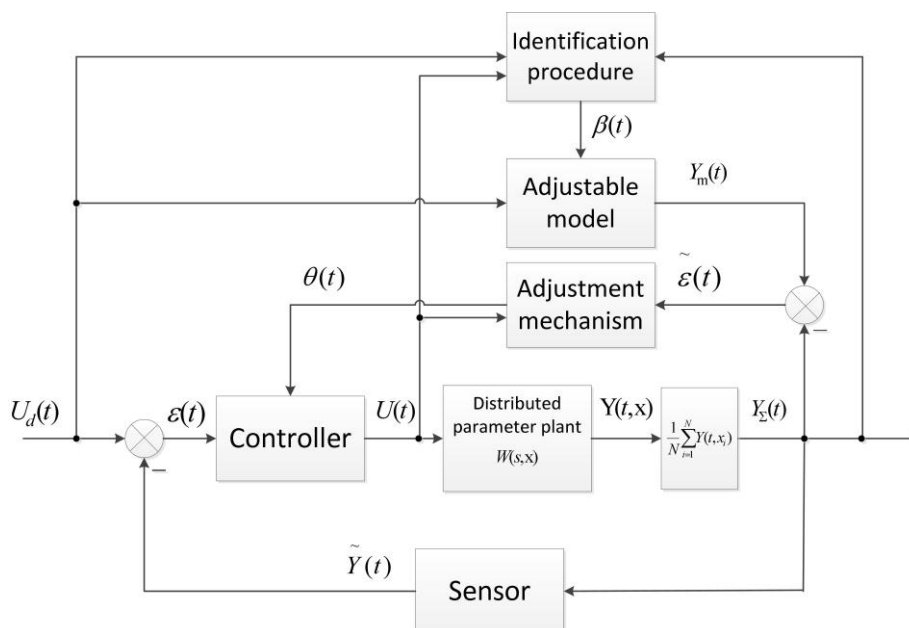 Identification
procedure
β(t)
Y_m(t)
Adjustable
model
θ(t)
Adjustment
mechanism
ε̃(t)
−
U_d(t)
ε(t)
Controller
U(t)
Distributed
parameter plant
W(s,x)
Y(t,x)
1/N ∑_{i=1}^{N} Y(t,x_i)
Y_Σ(t)
−
Ỹ(t)
Sensor